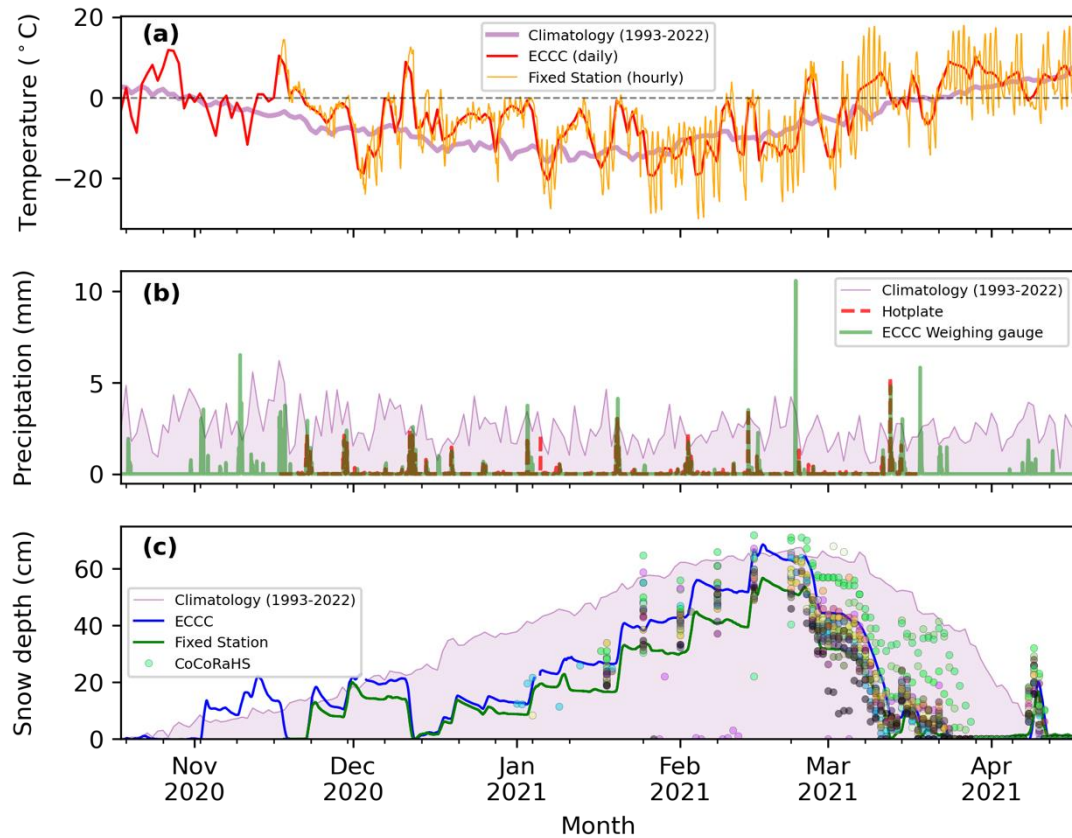 (a)
Climatology (1993-2022)
ECCC (daily)
Fixed Station (hourly)
Temperature (°C)
20
0
−20
(b)
Climatology (1993-2022)
Hotplate
ECCC Weighing gauge
Preciptation (mm)
10
5
0
(c)
Climatology (1993-2022)
ECCC
Fixed Station
CoCoRaHS
Snow depth (cm)
60
40
20
0
Nov
2020
Dec
2020
Jan
2021
Feb
2021
Mar
2021
Apr
2021
Month